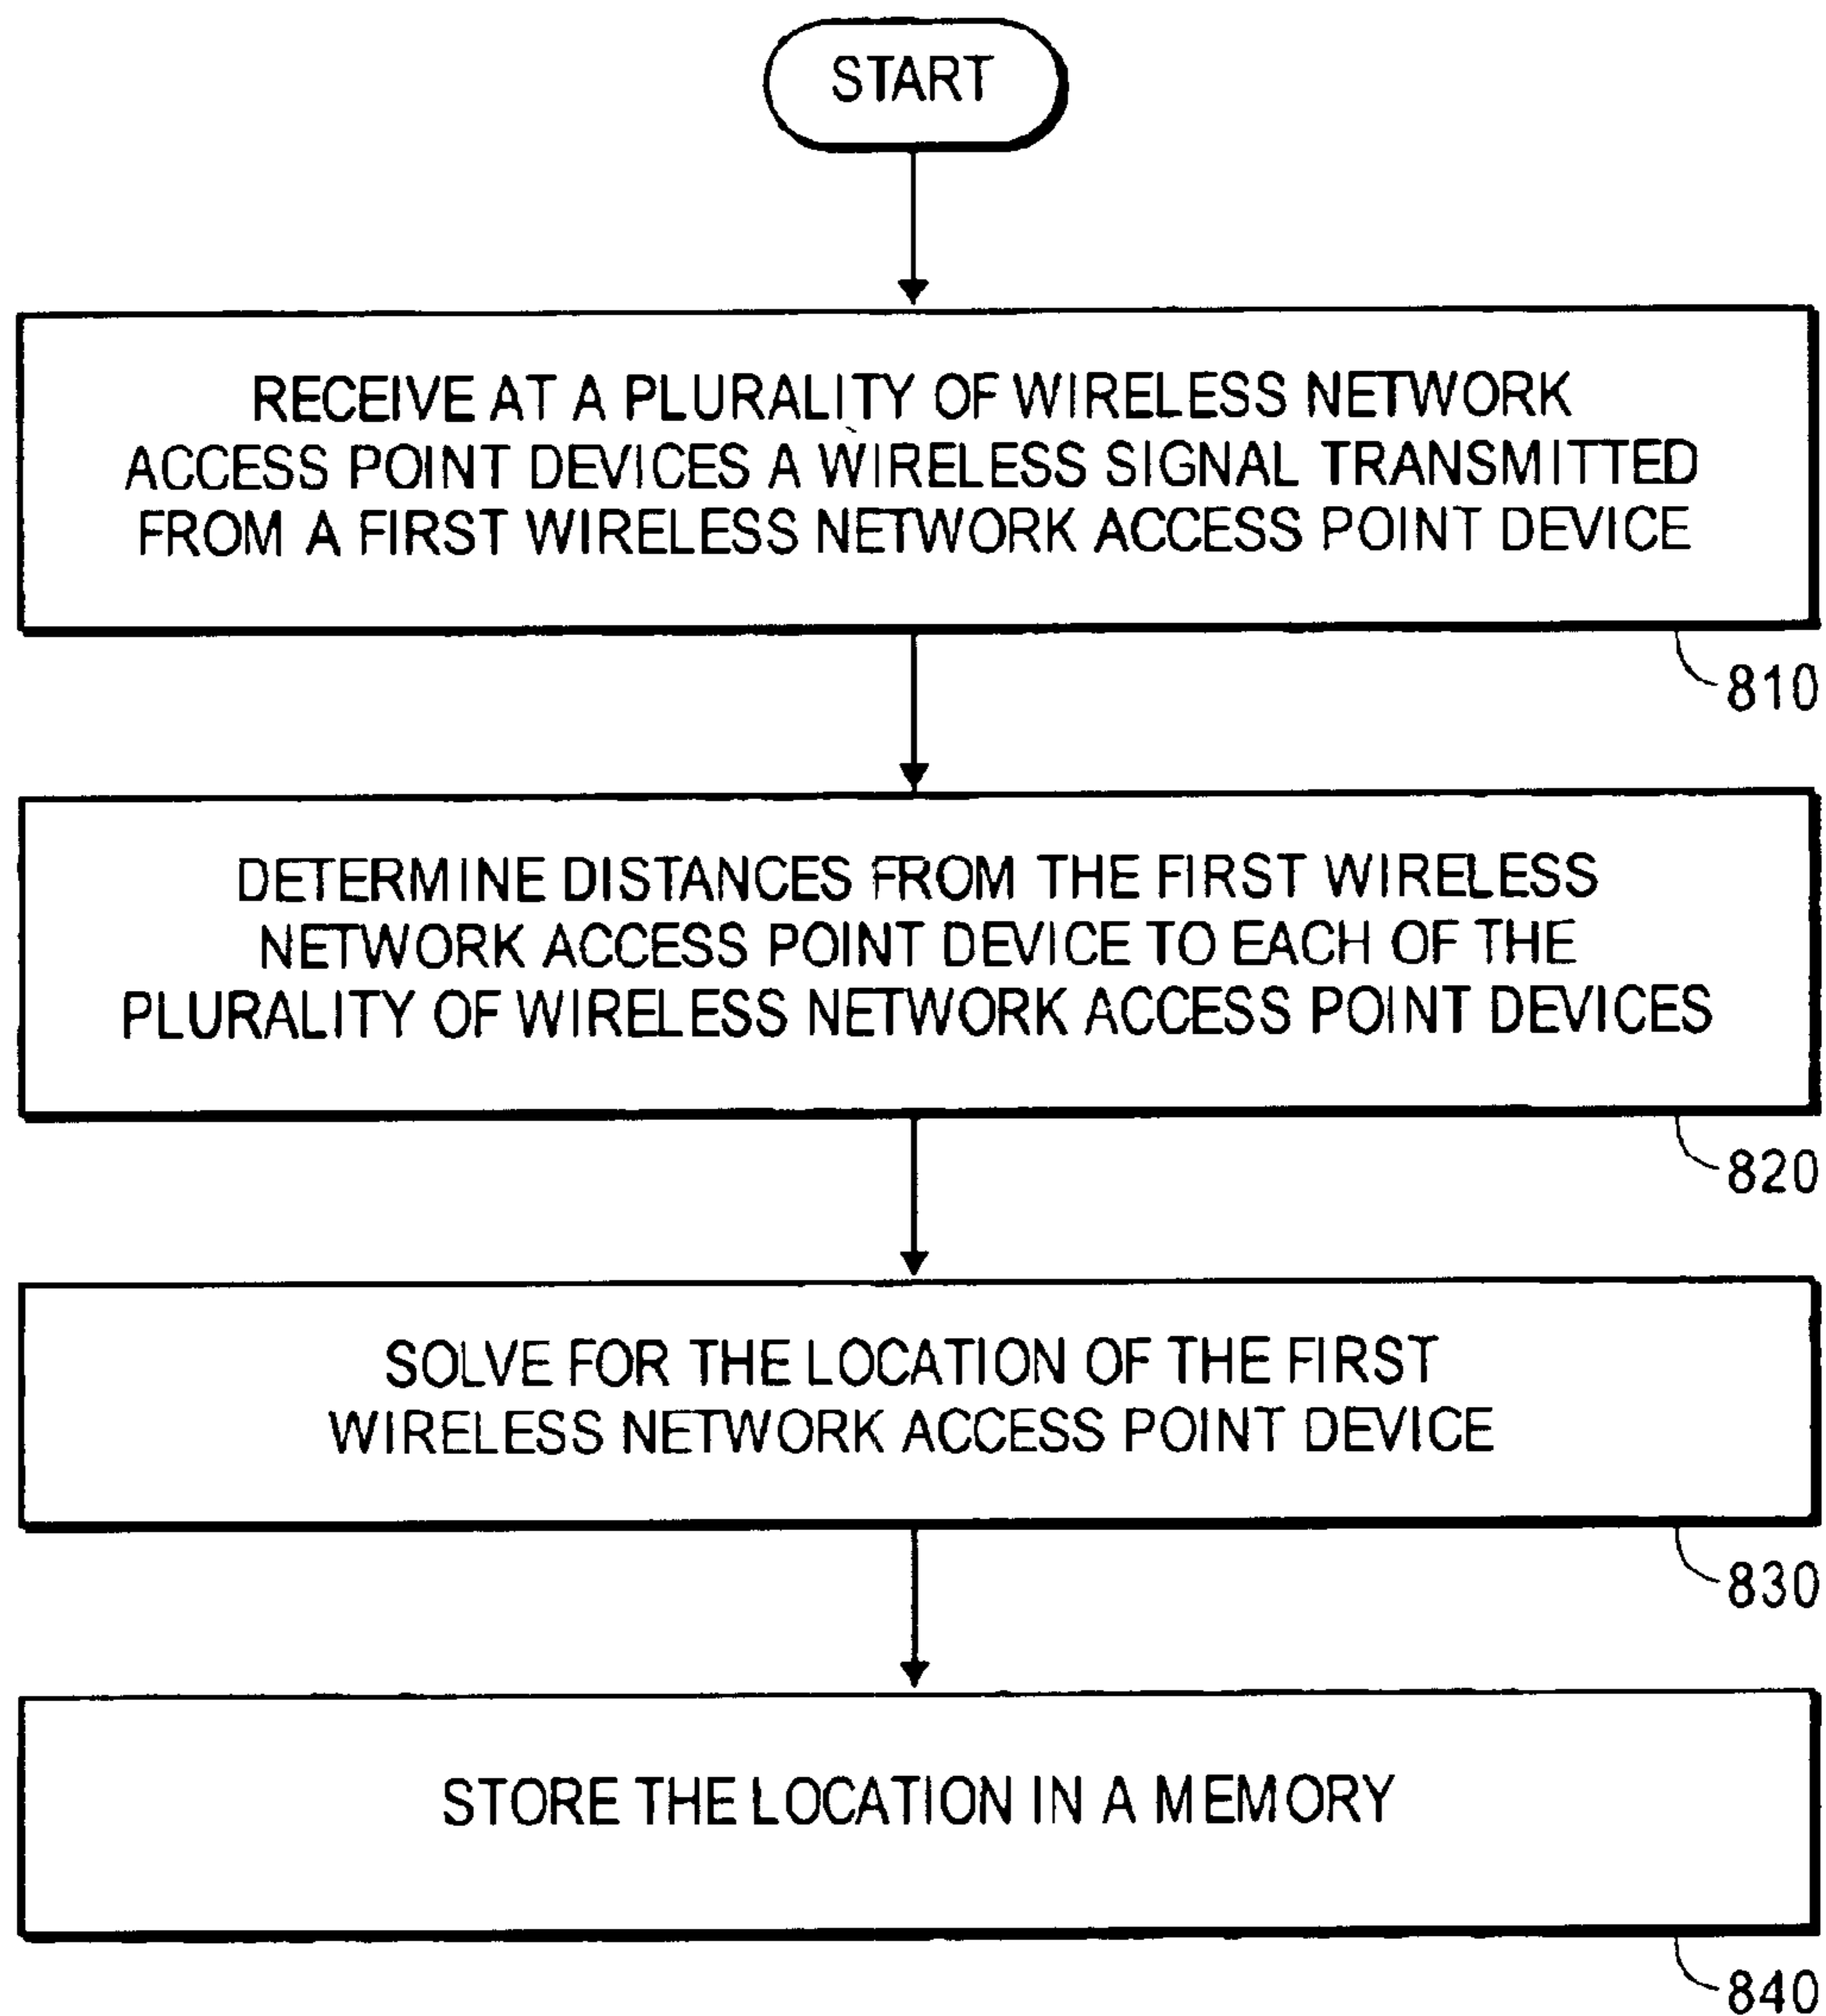 START
RECEIVE AT A PLURALITY OF WIRELESS NETWORK
ACCESS POINT DEVICES A WIRELESS SIGNAL TRANSMITTED
FROM A FIRST WIRELESS NETWORK ACCESS POINT DEVICE
810
DETERMINE DISTANCES FROM THE FIRST WIRELESS
NETWORK ACCESS POINT DEVICE TO EACH OF THE
PLURALITY OF WIRELESS NETWORK ACCESS POINT DEVICES
820
SOLVE FOR THE LOCATION OF THE FIRST
WIRELESS NETWORK ACCESS POINT DEVICE
830
STORE THE LOCATION IN A MEMORY
840